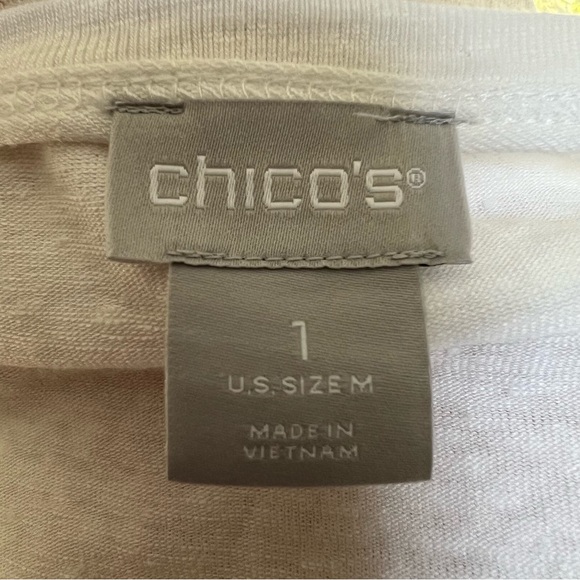 chico's®
1
U.S. SIZE M
MADE IN
VIETNAM